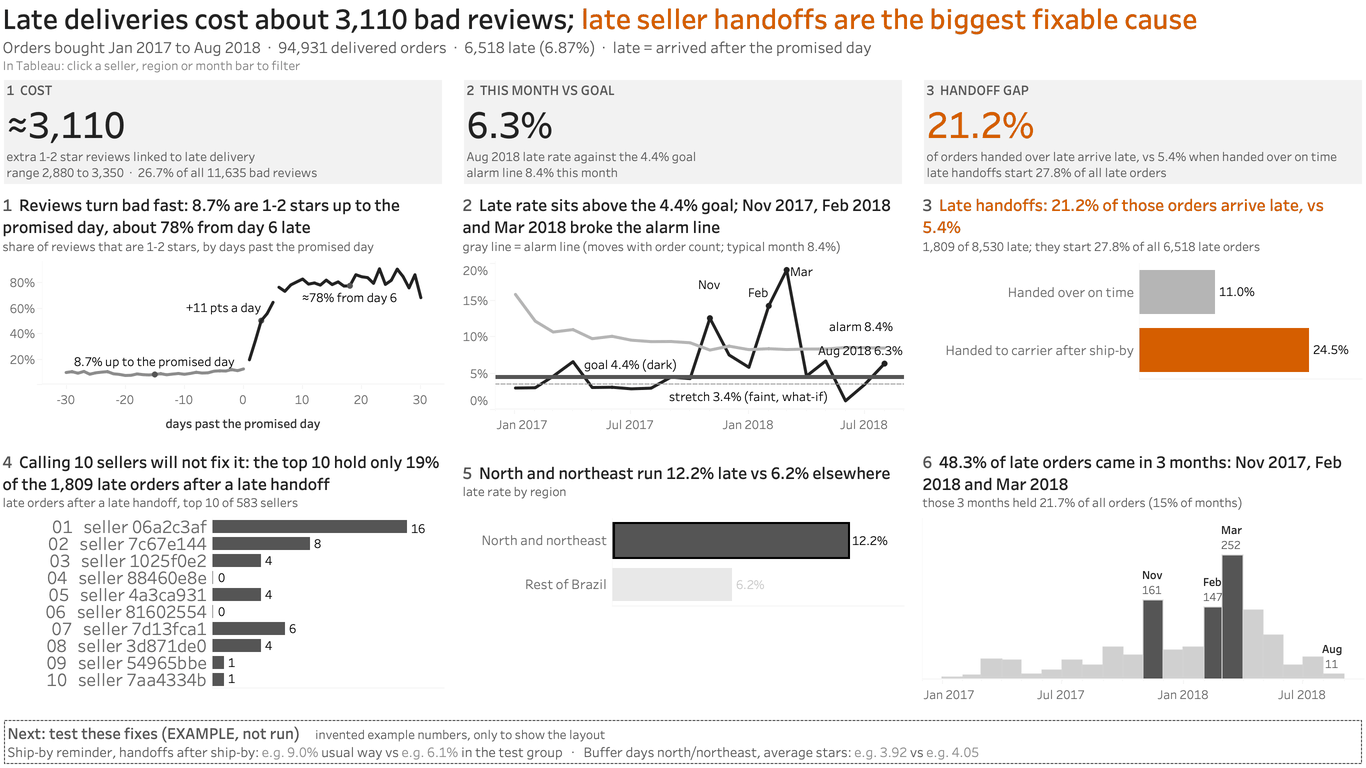 Late deliveries cost about 3,110 bad reviews; late seller handoffs are the biggest fixable cause
Orders bought Jan 2017 to Aug 2018 · 94,931 delivered orders · 6,518 late (6.87%) · late = arrived after the promised day
In Tableau: click a seller, region or month bar to filter
1 COST
≈3,110
extra 1-2 star reviews linked to late delivery
range 2,880 to 3,350 · 26.7% of all 11,635 bad reviews
2 THIS MONTH VS GOAL
6.3%
Aug 2018 late rate against the 4.4% goal
alarm line 8.4% this month
3 HANDOFF GAP
21.2%
of orders handed over late arrive late, vs 5.4% when handed over on time
late handoffs start 27.8% of all late orders
1 Reviews turn bad fast: 8.7% are 1-2 stars up to the
promised day, about 78% from day 6 late
share of reviews that are 1-2 stars, by days past the promised day
80%
60%
40%
20%
+11 pts a day
≈78% from day 6
8.7% up to the promised day
-30
-20
-10
0
10
20
30
days past the promised day
2 Late rate sits above the 4.4% goal; Nov 2017, Feb 2018
and Mar 2018 broke the alarm line
gray line = alarm line (moves with order count; typical month 8.4%)
20%
15%
10%
5%
0%
Nov
Feb
Mar
alarm 8.4%
Aug 2018 6.3%
goal 4.4% (dark)
stretch 3.4% (faint, what-if)
Jan 2017
Jul 2017
Jan 2018
Jul 2018
3 Late handoffs: 21.2% of those orders arrive late, vs
5.4%
1,809 of 8,530 late; they start 27.8% of all 6,518 late orders
Handed over on time
11.0%
Handed to carrier after ship-by
24.5%
4 Calling 10 sellers will not fix it: the top 10 hold only 19%
of the 1,809 late orders after a late handoff
late orders after a late handoff, top 10 of 583 sellers
01 seller 06a2c3af 16
02 seller 7c67e144 8
03 seller 1025f0e2 4
04 seller 88460e8e 0
05 seller 4a3ca931 4
06 seller 81602554 0
07 seller 7d13fca1 6
08 seller 3d871de0 4
09 seller 54965bbe 1
10 seller 7aa4334b 1
5 North and northeast run 12.2% late vs 6.2% elsewhere
late rate by region
North and northeast
12.2%
Rest of Brazil
6.2%
6 48.3% of late orders came in 3 months: Nov 2017, Feb
2018 and Mar 2018
those 3 months held 21.7% of all orders (15% of months)
Nov
161
Feb
147
Mar
252
Aug
11
Jan 2017
Jul 2017
Jan 2018
Jul 2018
Next: test these fixes (EXAMPLE, not run) invented example numbers, only to show the layout
Ship-by reminder, handoffs after ship-by: e.g. 9.0% usual way vs e.g. 6.1% in the test group · Buffer days north/northeast, average stars: e.g. 3.92 vs e.g. 4.05